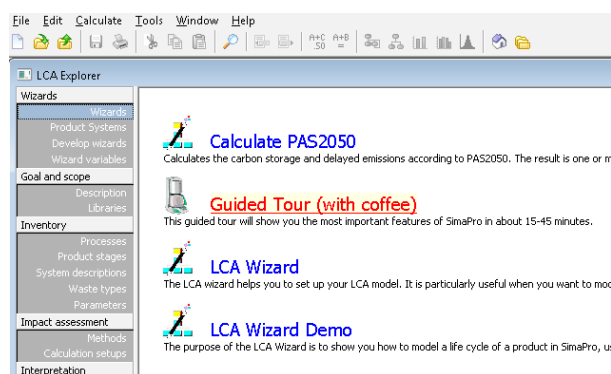 File Edit Calculate Tools Window Help
A+C A+B
50 =
LCA Explorer
Wizards
Wizards
Product Systems
Develop wizards
Wizard variables
Goal and scope
Description
Libraries
Inventory
Processes
Product stages
System descriptions
Waste types
Parameters
Impact assessment
Methods
Calculation setups
Interpretation
Calculate PAS2050
Calculates the carbon storage and delayed emissions according to PAS2050. The result is one or
Guided Tour (with coffee)
This guided tour will show you the most important features of SimaPro in about 15-45 minutes.
LCA Wizard
The LCA wizard helps you to set up your LCA model. It is particularly useful when you want to
LCA Wizard Demo
The purpose of the LCA Wizard is to show you how to model a life cycle of a product in SimaPro,